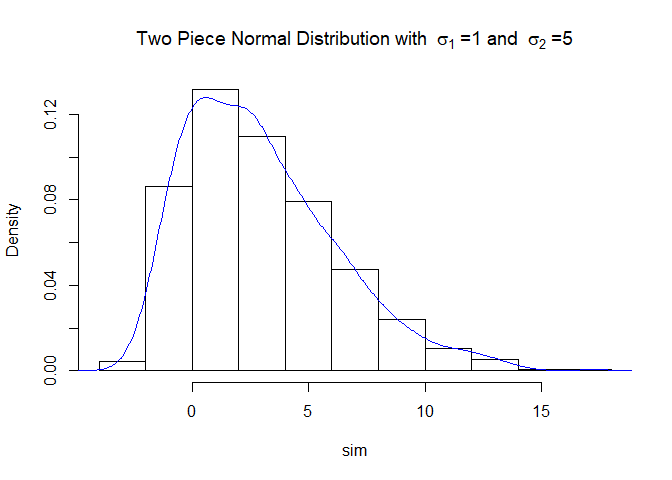 Two Piece Normal Distribution with σ1 =1 and σ2 =5
Density
0.12
0.08
0.04
0.00
0 5 10 15
sim